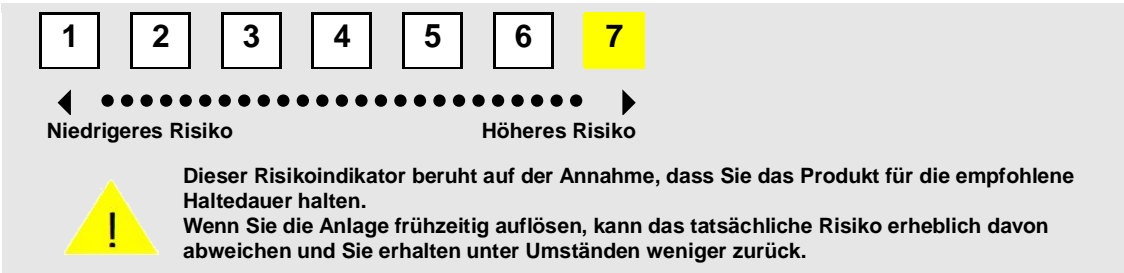 1 2 3 4 5 6 7
Niedrigeres Risiko Höheres Risiko
Dieser Risikoindikator beruht auf der Annahme, dass Sie das Produkt für die empfohlene
Haltedauer halten.
Wenn Sie die Anlage frühzeitig auflösen, kann das tatsächliche Risiko erheblich davon
abweichen und Sie erhalten unter Umständen weniger zurück.
!